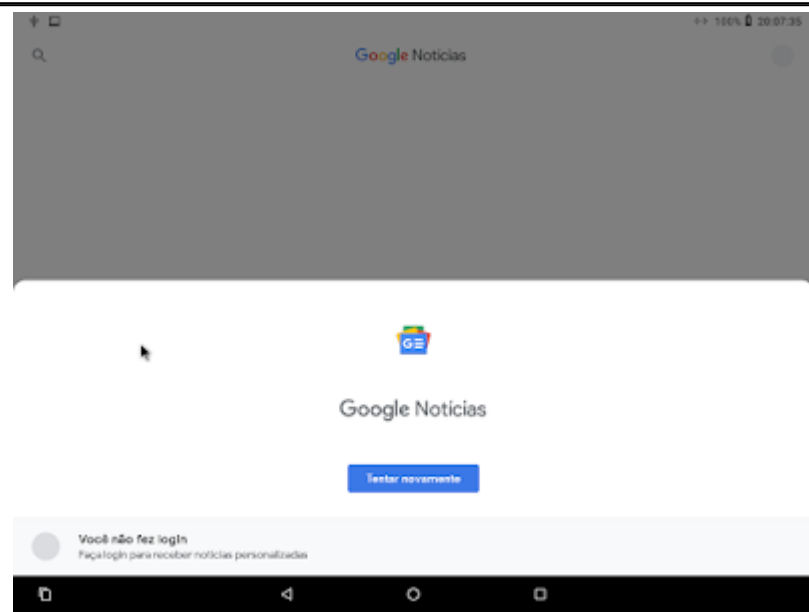 100% 20:07:35
Google Notícias
Google Notícias
Tentar novamente
Você não fez login
Faça login para receber notícias personalizadas